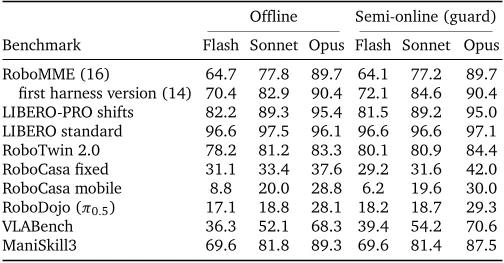 Offline Semi-online (guard)
Benchmark Flash Sonnet Opus Flash Sonnet Opus
RoboMME (16) 64.7 77.8 89.7 64.1 77.2 89.7
first harness version (14) 70.4 82.9 90.4 72.1 84.6 90.4
LIBERO-PRO shifts 82.2 89.3 95.4 81.5 89.2 95.0
LIBERO standard 96.6 97.5 96.1 96.6 96.6 97.1
RoboTwin 2.0 78.2 81.2 83.3 80.1 80.9 84.4
RoboCasa fixed 31.1 33.4 37.6 29.2 31.6 42.0
RoboCasa mobile 8.8 20.0 28.8 6.2 19.6 30.0
RoboDojo (π0.5) 17.1 18.8 28.1 18.2 18.7 29.3
VLABench 36.3 52.1 68.3 39.4 54.2 70.6
ManiSkill3 69.6 81.8 89.3 69.6 81.4 87.5